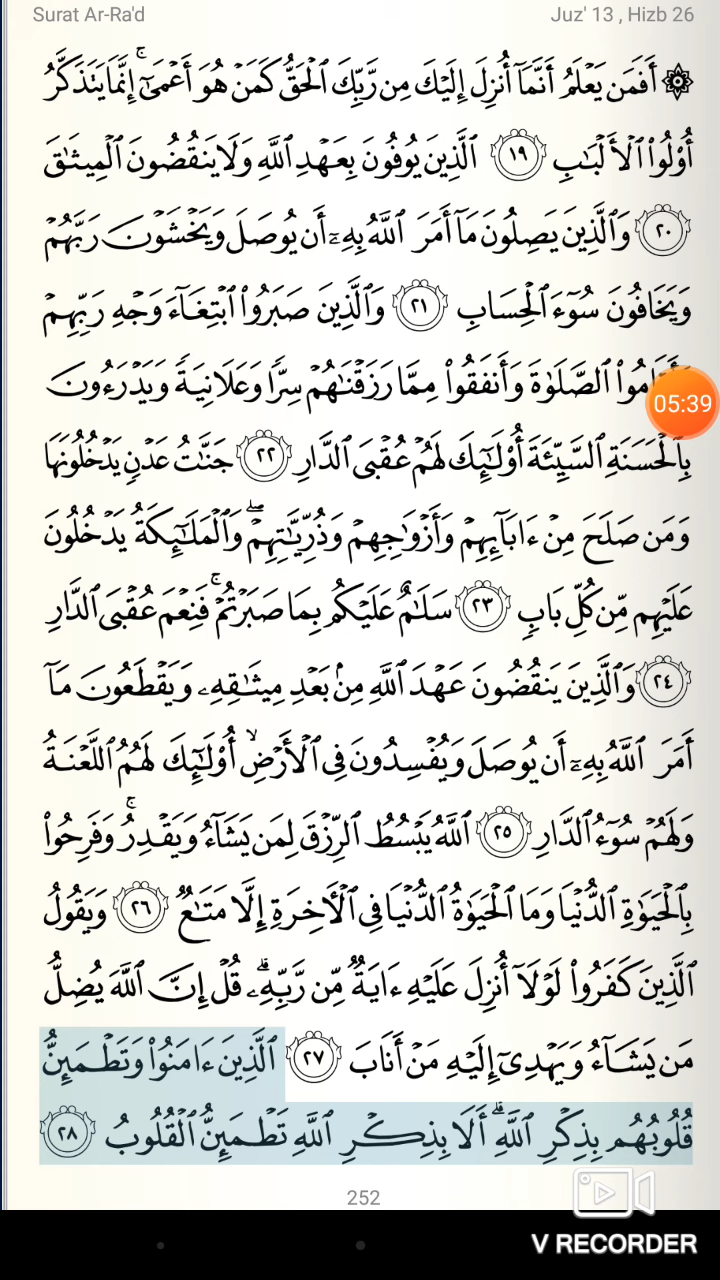 Surat Ar-Ra'd Juz' 13 , Hizb 26
۞ أَفَمَن يَعۡلَمُ أَنَّمَآ أُنزِلَ إِلَيۡكَ مِن رَّبِّكَ ٱلۡحَقُّ كَمَنۡ هُوَ أَعۡمَىٰٓۚ إِنَّمَا يَتَذَكَّرُ
أُوْلُواْ ٱلۡأَلۡبَٰبِ ١٩ ٱلَّذِينَ يُوفُونَ بِعَهۡدِ ٱللَّهِ وَلَا يَنقُضُونَ ٱلۡمِيثَٰقَ
٢٠ وَٱلَّذِينَ يَصِلُونَ مَآ أَمَرَ ٱللَّهُ بِهِۦٓ أَن يُوصَلَ وَيَخۡشَوۡنَ رَبَّهُمۡ
وَيَخَافُونَ سُوٓءَ ٱلۡحِسَابِ ٢١ وَٱلَّذِينَ صَبَرُواْ ٱبۡتِغَآءَ وَجۡهِ رَبِّهِمۡ
وَأَقَامُواْ ٱلصَّلَوٰةَ وَأَنفَقُواْ مِمَّا رَزَقۡنَٰهُمۡ سِرّٗا وَعَلَانِيَةٗ وَيَدۡرَءُونَ
05:39
بِٱلۡحَسَنَةِ ٱلسَّيِّئَةَ أُوْلَٰٓئِكَ لَهُمۡ عُقۡبَى ٱلدَّارِ ٢٢ جَنَّٰتُ عَدۡنٖ يَدۡخُلُونَهَا
وَمَن صَلَحَ مِنۡ ءَابَآئِهِمۡ وَأَزۡوَٰجِهِمۡ وَذُرِّيَّٰتِهِمۡۖ وَٱلۡمَلَٰٓئِكَةُ يَدۡخُلُونَ
عَلَيۡهِم مِّن كُلِّ بَابٖ ٢٣ سَلَٰمٌ عَلَيۡكُم بِمَا صَبَرۡتُمۡۚ فَنِعۡمَ عُقۡبَى ٱلدَّارِ
٢٤ وَٱلَّذِينَ يَنقُضُونَ عَهۡدَ ٱللَّهِ مِنۢ بَعۡدِ مِيثَٰقِهِۦ وَيَقۡطَعُونَ مَآ
أَمَرَ ٱللَّهُ بِهِۦٓ أَن يُوصَلَ وَيُفۡسِدُونَ فِي ٱلۡأَرۡضِۙ أُوْلَٰٓئِكَ لَهُمُ ٱللَّعۡنَةُ
وَلَهُمۡ سُوٓءُ ٱلدَّارِ ٢٥ ٱللَّهُ يَبۡسُطُ ٱلرِّزۡقَ لِمَن يَشَآءُ وَيَقۡدِرُۚ وَفَرِحُواْ
بِٱلۡحَيَوٰةِ ٱلدُّنۡيَا وَمَا ٱلۡحَيَوٰةُ ٱلدُّنۡيَا فِي ٱلۡأٓخِرَةِ إِلَّا مَتَٰعٞ ٢٦ وَيَقُولُ
ٱلَّذِينَ كَفَرُواْ لَوۡلَآ أُنزِلَ عَلَيۡهِ ءَايَةٞ مِّن رَّبِّهِۦۚ قُلۡ إِنَّ ٱللَّهَ يُضِلُّ
مَن يَشَآءُ وَيَهۡدِيٓ إِلَيۡهِ مَنۡ أَنَابَ ٢٧ ٱلَّذِينَ ءَامَنُواْ وَتَطۡمَئِنُّ
قُلُوبُهُم بِذِكۡرِ ٱللَّهِۗ أَلَا بِذِكۡرِ ٱللَّهِ تَطۡمَئِنُّ ٱلۡقُلُوبُ ٢٨
252
V RECORDER